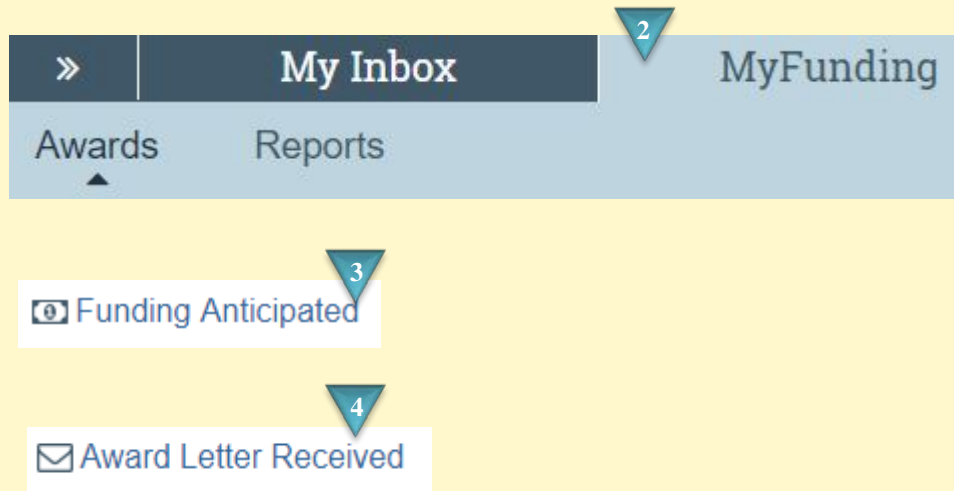 2
» My Inbox MyFunding
Awards Reports
3
Funding Anticipated
4
Award Letter Received